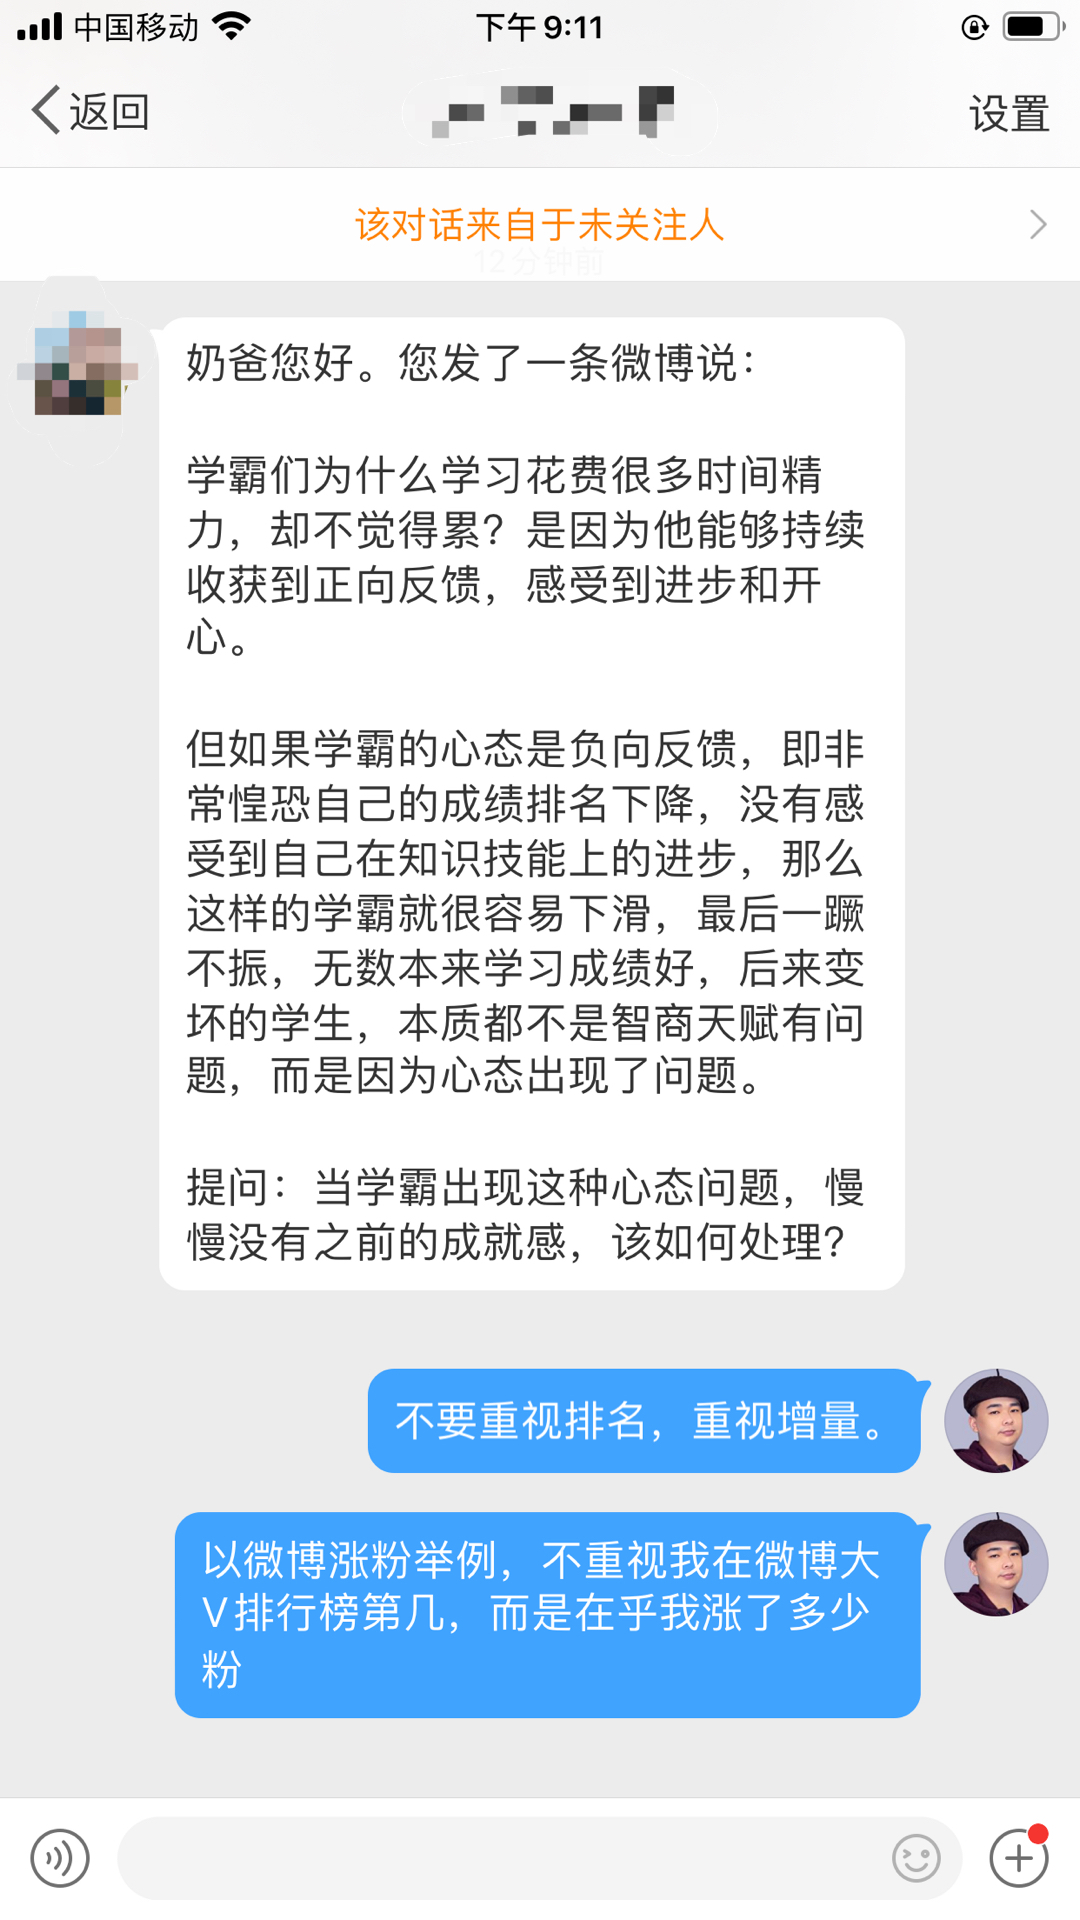 中国移动
下午 9:11
返回
设置
该对话来自于未关注人
12分钟前
奶爸您好。您发了一条微博说：
学霸们为什么学习花费很多时间精
力，却不觉得累？是因为他能够持续
收获到正向反馈，感受到进步和开
心。
但如果学霸的心态是负向反馈，即非
常惶恐自己的成绩排名下降，没有感
受到自己在知识技能上的进步，那么
这样的学霸就很容易下滑，最后一蹶
不振，无数本来学习成绩好，后来变
坏的学生，本质都不是智商天赋有问
题，而是因为心态出现了问题。
提问：当学霸出现这种心态问题，慢
慢没有之前的成就感，该如何处理？
不要重视排名，重视增量。
以微博涨粉举例，不重视我在微博大
V排行榜第几，而是在乎我涨了多少
粉